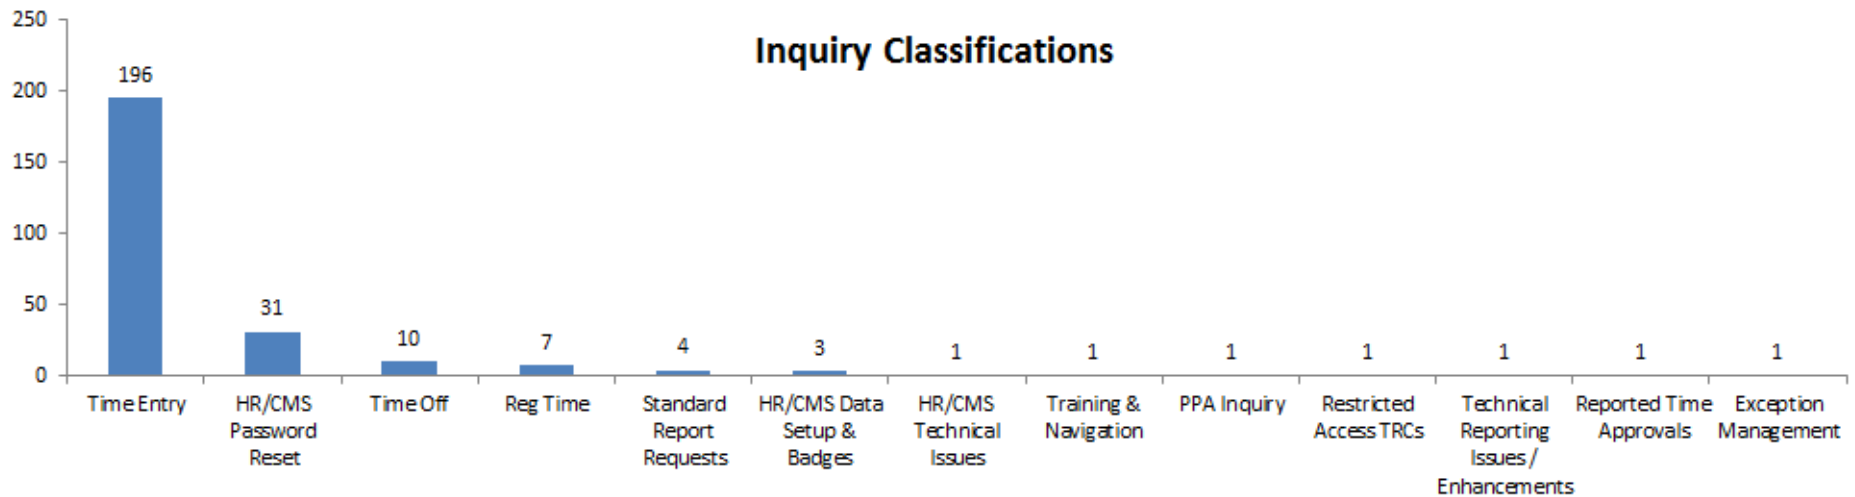 Inquiry Classifications
250
200
150
100
50
0
196
31
10
7
4
3
1
1
1
1
1
1
1
Time Entry
HR/CMS
Password
Reset
Time Off
Reg Time
Standard
Report
Requests
HR/CMS Data
Setup &
Badges
HR/CMS
Technical
Issues
Training &
Navigation
PPA Inquiry
Restricted
Access TRCs
Technical
Reporting
Issues /
Enhancements
Reported Time
Approvals
Exception
Management